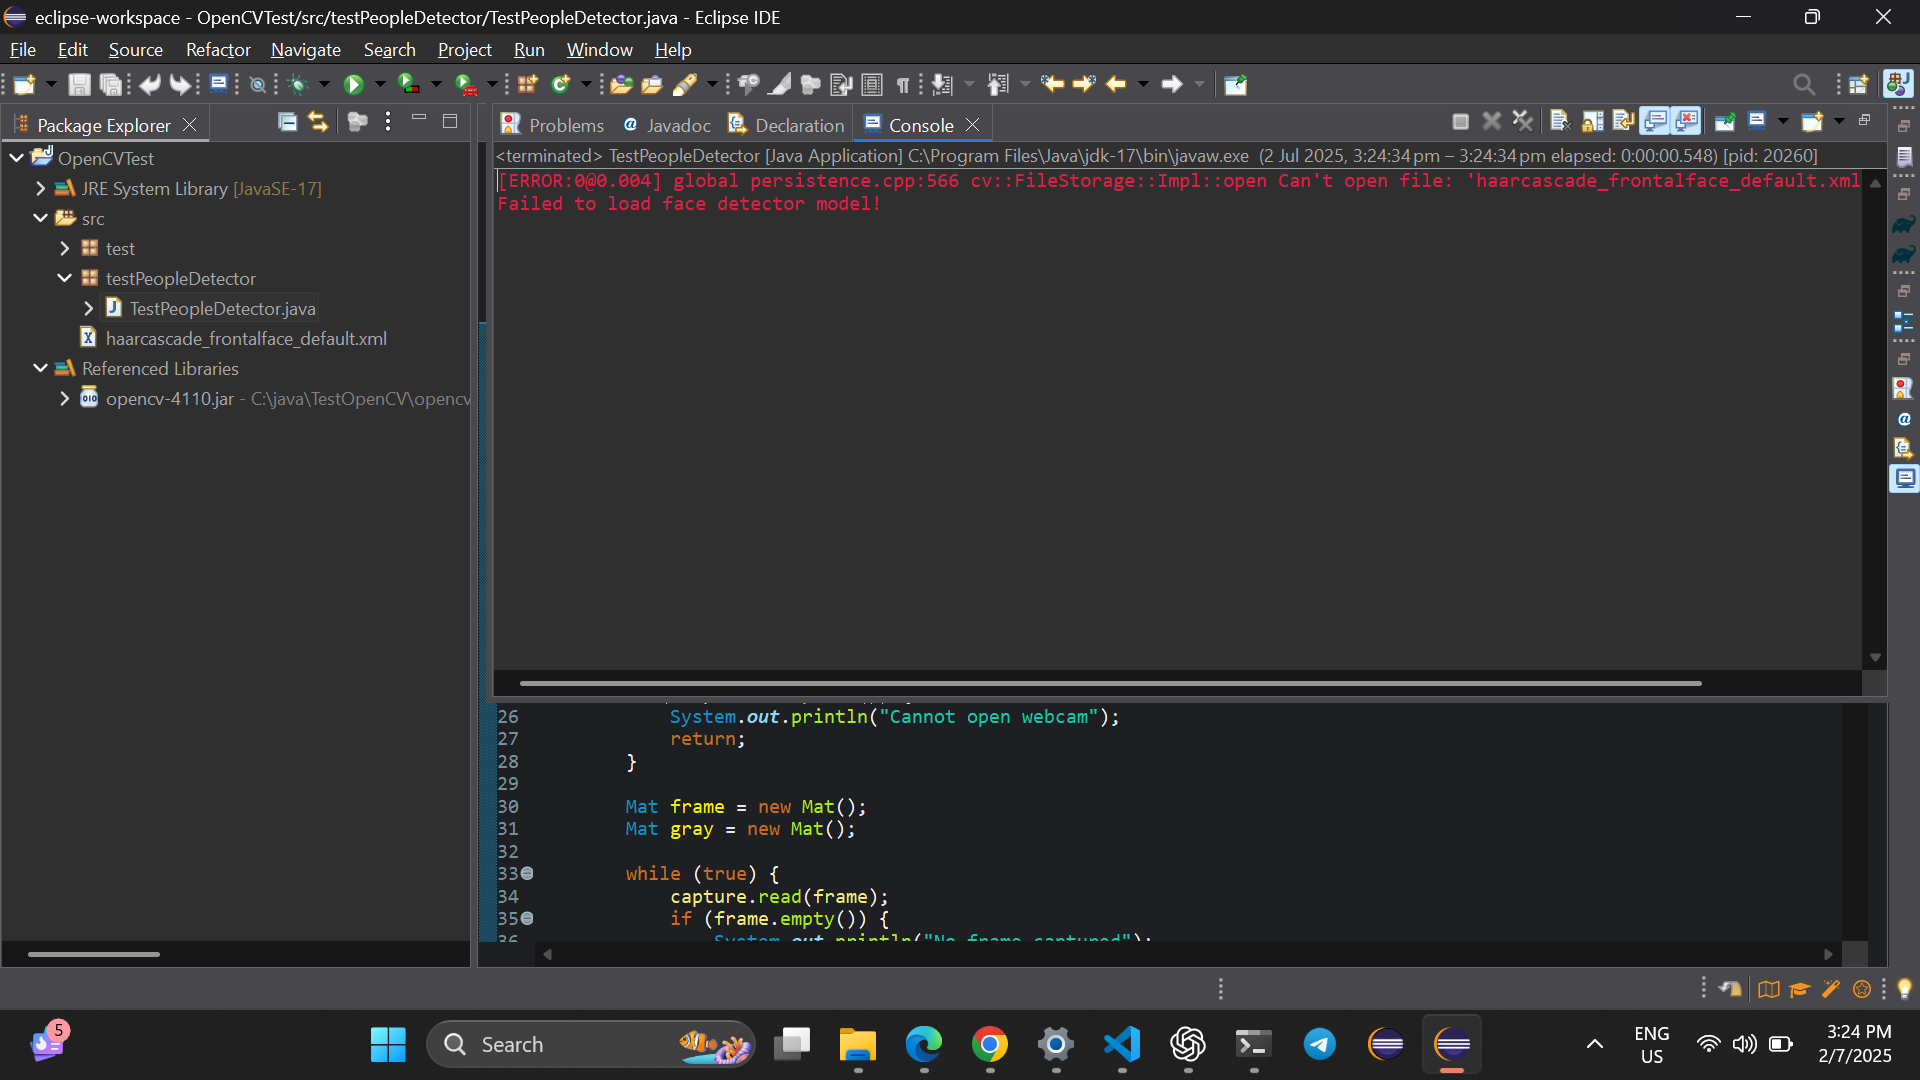 eclipse-workspace - OpenCVTest/src/testPeopleDetector/TestPeopleDetector.java - Eclipse IDE
File Edit Source Refactor Navigate Search Project Run Window Help
Package Explorer
OpenCVTest
JRE System Library [JavaSE-17]
src
test
testPeopleDetector
TestPeopleDetector.java
haarcascade_frontalface_default.xml
Referenced Libraries
opencv-4110.jar - C:\java\TestOpenCV\opencv
Problems Javadoc Declaration Console
<terminated> TestPeopleDetector [Java Application] C:\Program Files\Java\jdk-17\bin\javaw.exe (2 Jul 2025, 3:24:34 pm – 3:24:34 pm elapsed: 0:00:00.548) [pid: 20260]
[ERROR:0@0.004] global persistence.cpp:566 cv::FileStorage::Impl::open Can't open file: 'haarcascade_frontalface_default.xml
Failed to load face detector model!
26 System.out.println("Cannot open webcam");
27 return;
28 }
29
30 Mat frame = new Mat();
31 Mat gray = new Mat();
32
33 while (true) {
34 capture.read(frame);
35 if (frame.empty()) {
36 System.out.println("No frame captured");
5
Search
ENG
US
3:24 PM
2/7/2025